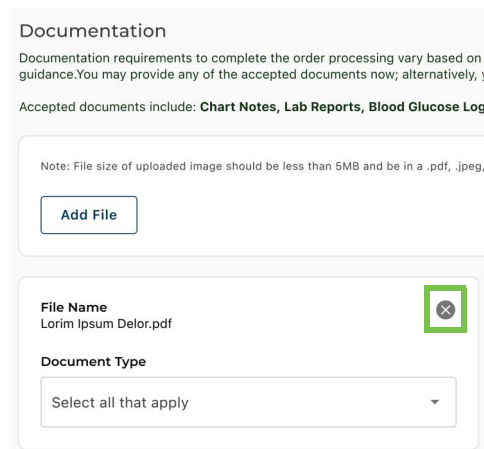 Documentation
Documentation requirements to complete the order processing vary based on
guidance.You may provide any of the accepted documents now; alternatively,
Accepted documents include: Chart Notes, Lab Reports, Blood Glucose Log
Note: File size of uploaded image should be less than 5MB and be in a .pdf, .jpeg,
Add File
File Name
Lorim Ipsum Delor.pdf
Document Type
Select all that apply